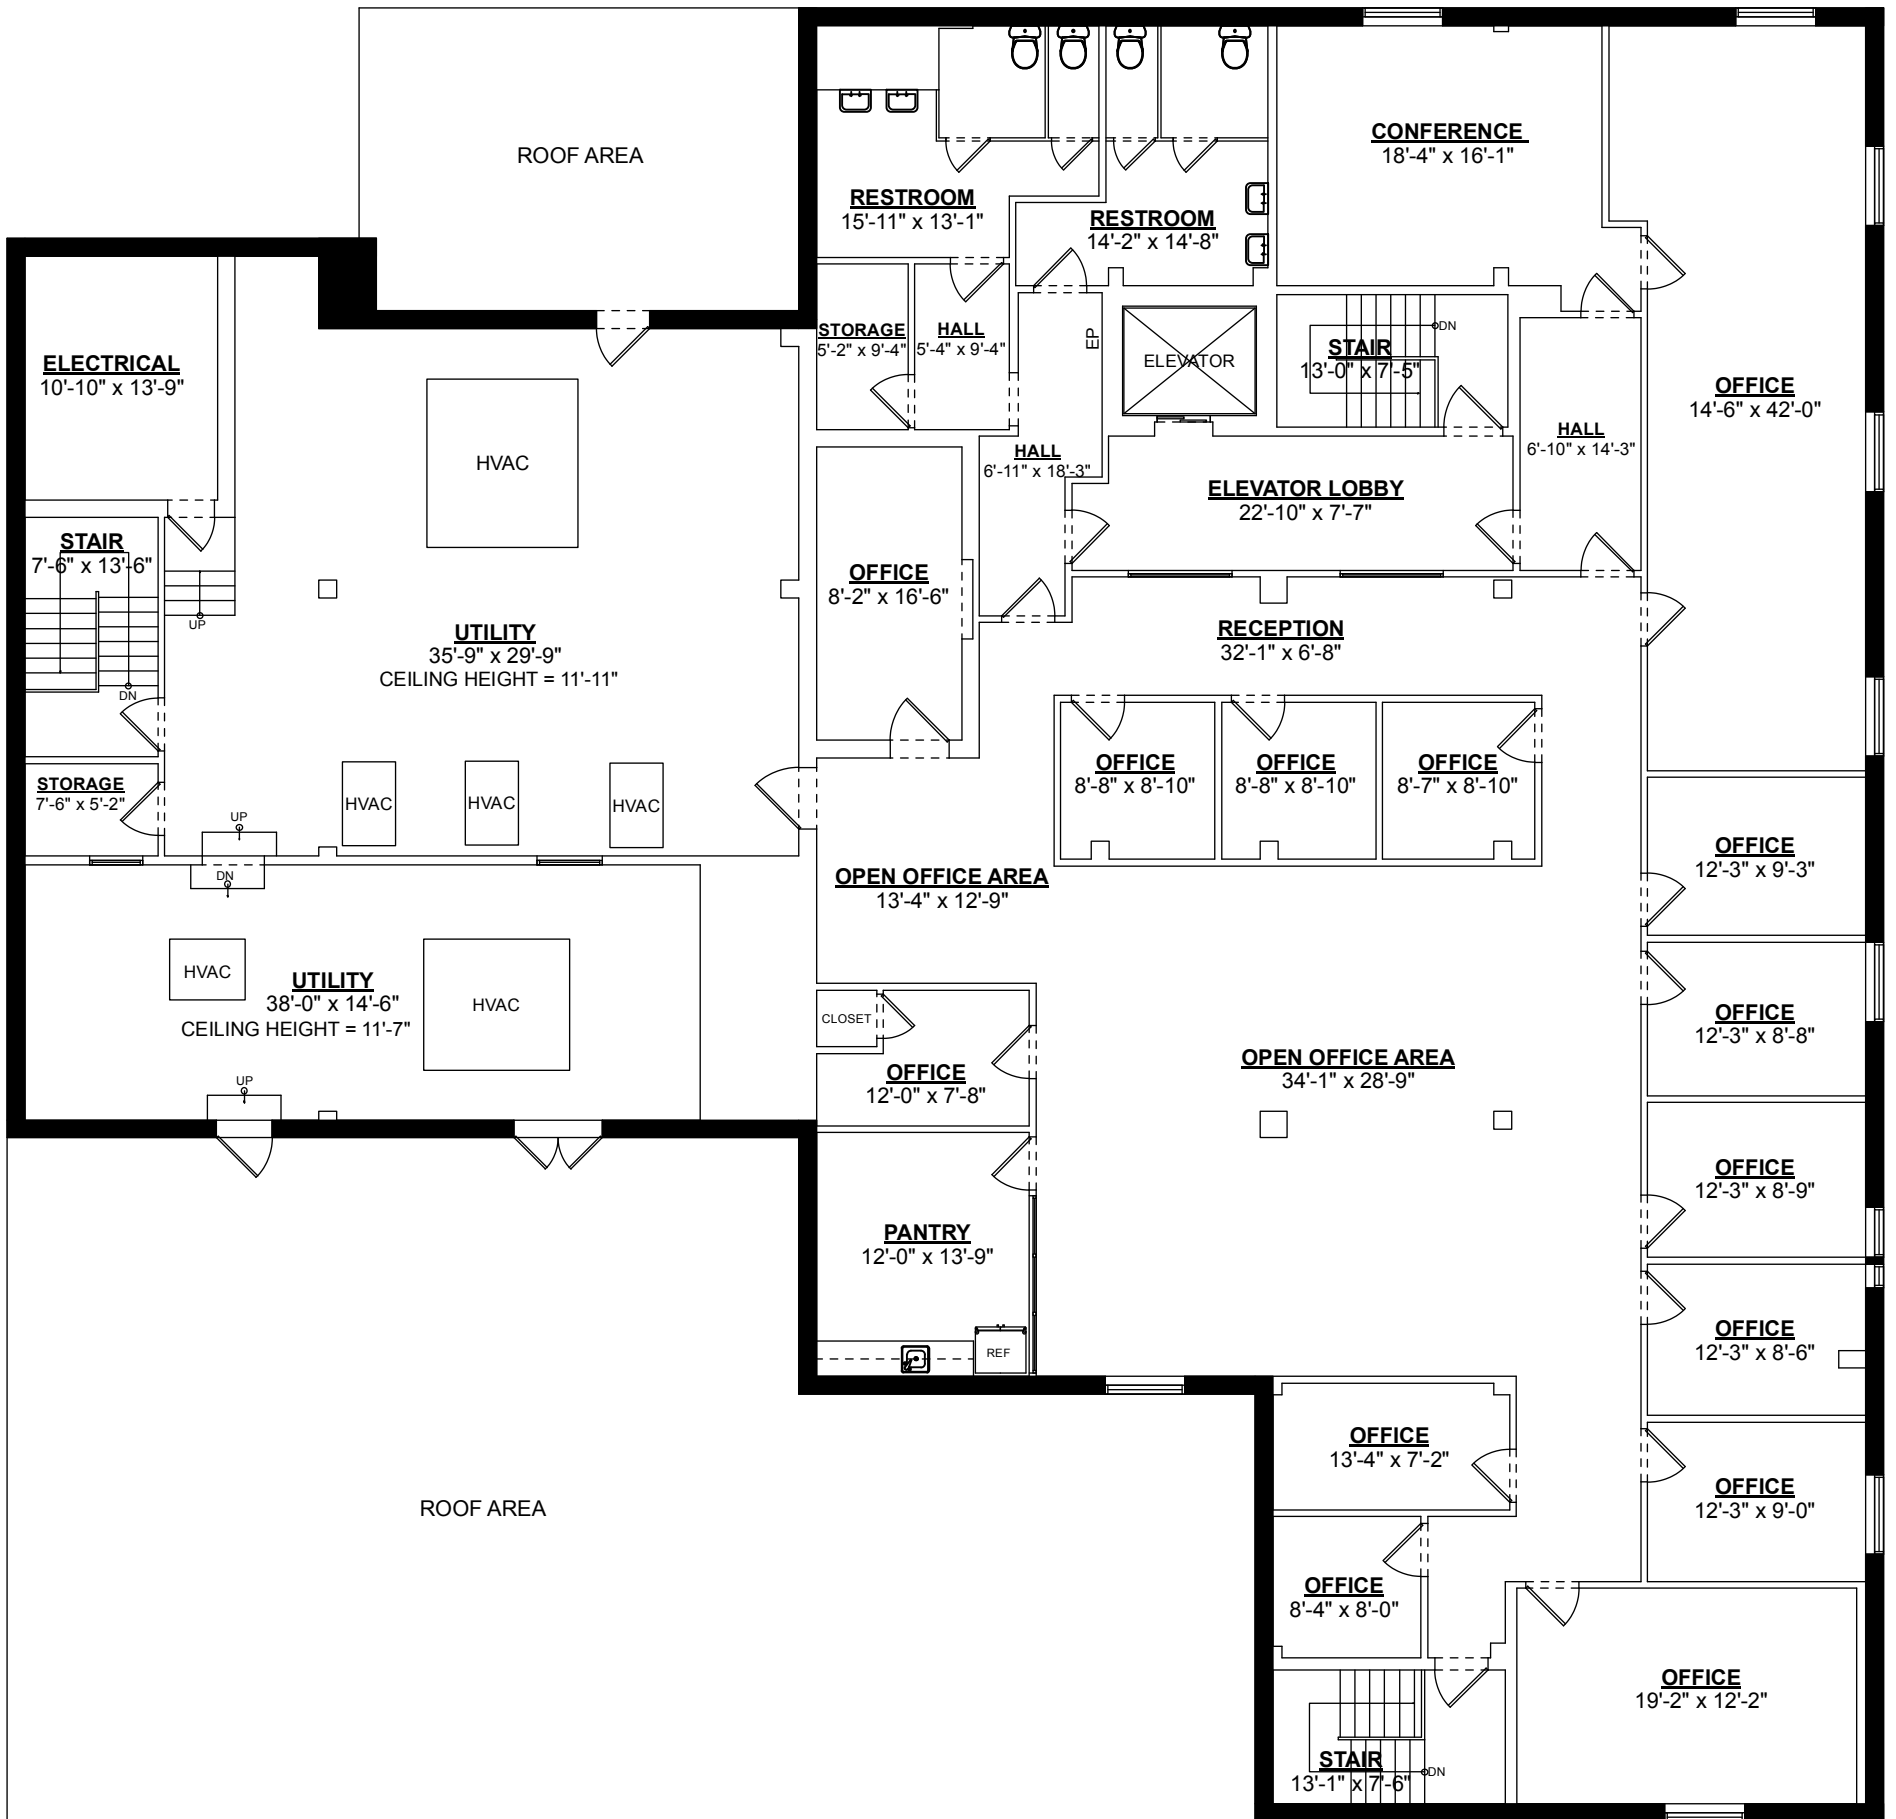 ROOF AREA
CONFERENCE
18'-4" x 16'-1"
RESTROOM
15'-11" x 13'-1"
RESTROOM
14'-2" x 14'-8"
ELECTRICAL
10'-10" x 13'-9"
HVAC
STORAGE
5'-2" x 9'-4"
HALL
5'-4" x 9'-4"
EP
ELEVATOR
STAIR
13'-0" x 7'-5"
DN
OFFICE
14'-6" x 42'-0"
HALL
6'-10" x 14'-3"
HALL
6'-11" x 18'-3"
ELEVATOR LOBBY
22'-10" x 7'-7"
STAIR
7'-6" x 13'-6"
UP
DN
OFFICE
8'-2" x 16'-6"
UTILITY
35'-9" x 29'-9"
CEILING HEIGHT = 11'-11"
RECEPTION
32'-1" x 6'-8"
OFFICE
8'-8" x 8'-10"
OFFICE
8'-8" x 8'-10"
OFFICE
8'-7" x 8'-10"
STORAGE
7'-6" x 5'-2"
HVAC
HVAC
HVAC
UP
DN
OFFICE
12'-3" x 9'-3"
OPEN OFFICE AREA
13'-4" x 12'-9"
HVAC
UTILITY
38'-0" x 14'-6"
CEILING HEIGHT = 11'-7"
HVAC
UP
CLOSET
OFFICE
12'-0" x 7'-8"
OPEN OFFICE AREA
34'-1" x 28'-9"
OFFICE
12'-3" x 8'-8"
OFFICE
12'-3" x 8'-9"
PANTRY
12'-0" x 13'-9"
REF
OFFICE
12'-3" x 8'-6"
OFFICE
13'-4" x 7'-2"
OFFICE
12'-3" x 9'-0"
ROOF AREA
OFFICE
8'-4" x 8'-0"
OFFICE
19'-2" x 12'-2"
STAIR
13'-1" x 7'-6"
DN